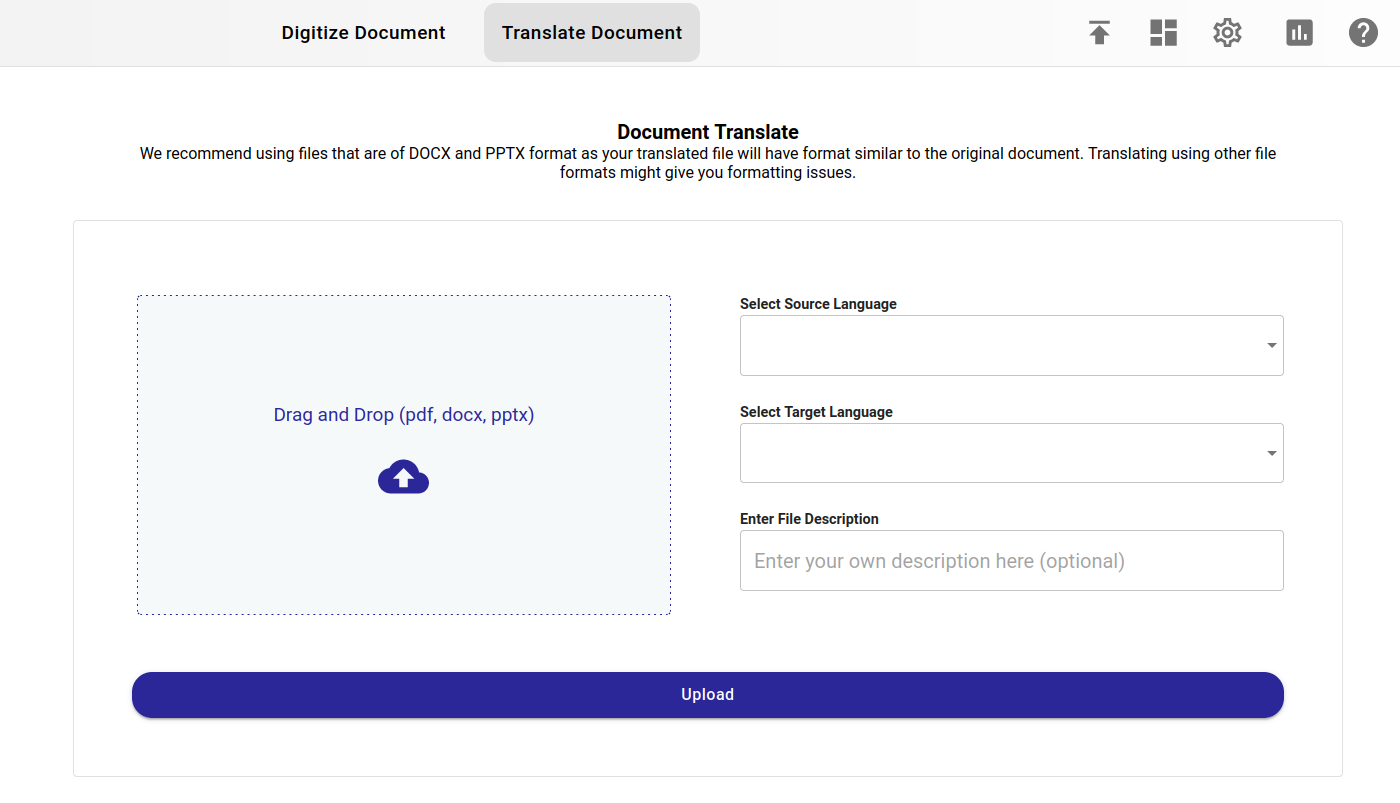 Digitize Document
Translate Document
Document Translate
We recommend using files that are of DOCX and PPTX format as your translated file will have format similar to the original document. Translating using other file
formats might give you formatting issues.
Drag and Drop (pdf, docx, pptx)
Select Source Language
Select Target Language
Enter File Description
Enter your own description here (optional)
Upload